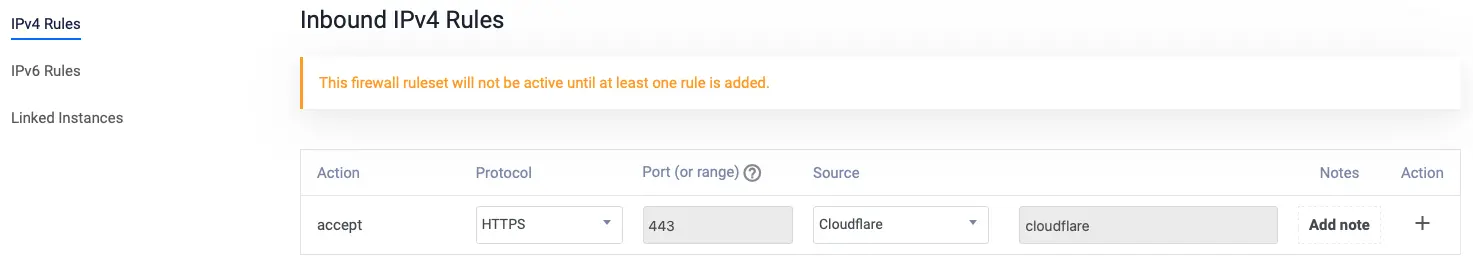 IPv4 Rules
IPv6 Rules
Linked Instances
Inbound IPv4 Rules
This firewall ruleset will not be active until at least one rule is added.
Action Protocol Port (or range) ? Source Notes Action
accept HTTPS 443 Cloudflare cloudflare Add note +